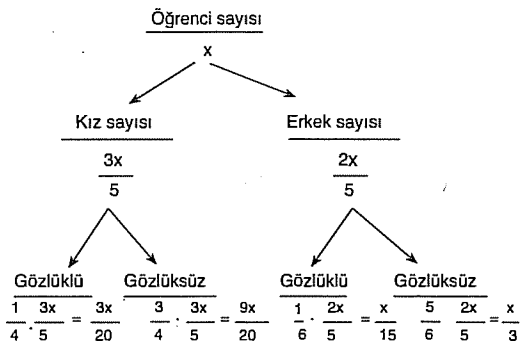 Öğrenci sayısı
x
Kız sayısı Erkek sayısı
3x/5 2x/5
Gözlüklü Gözlüksüz Gözlüklü Gözlüksüz
1/4 · 3x/5 = 3x/20 3/4 · 3x/5 = 9x/20 1/6 · 2x/5 = x/15 5/6 2x/5 = x/3